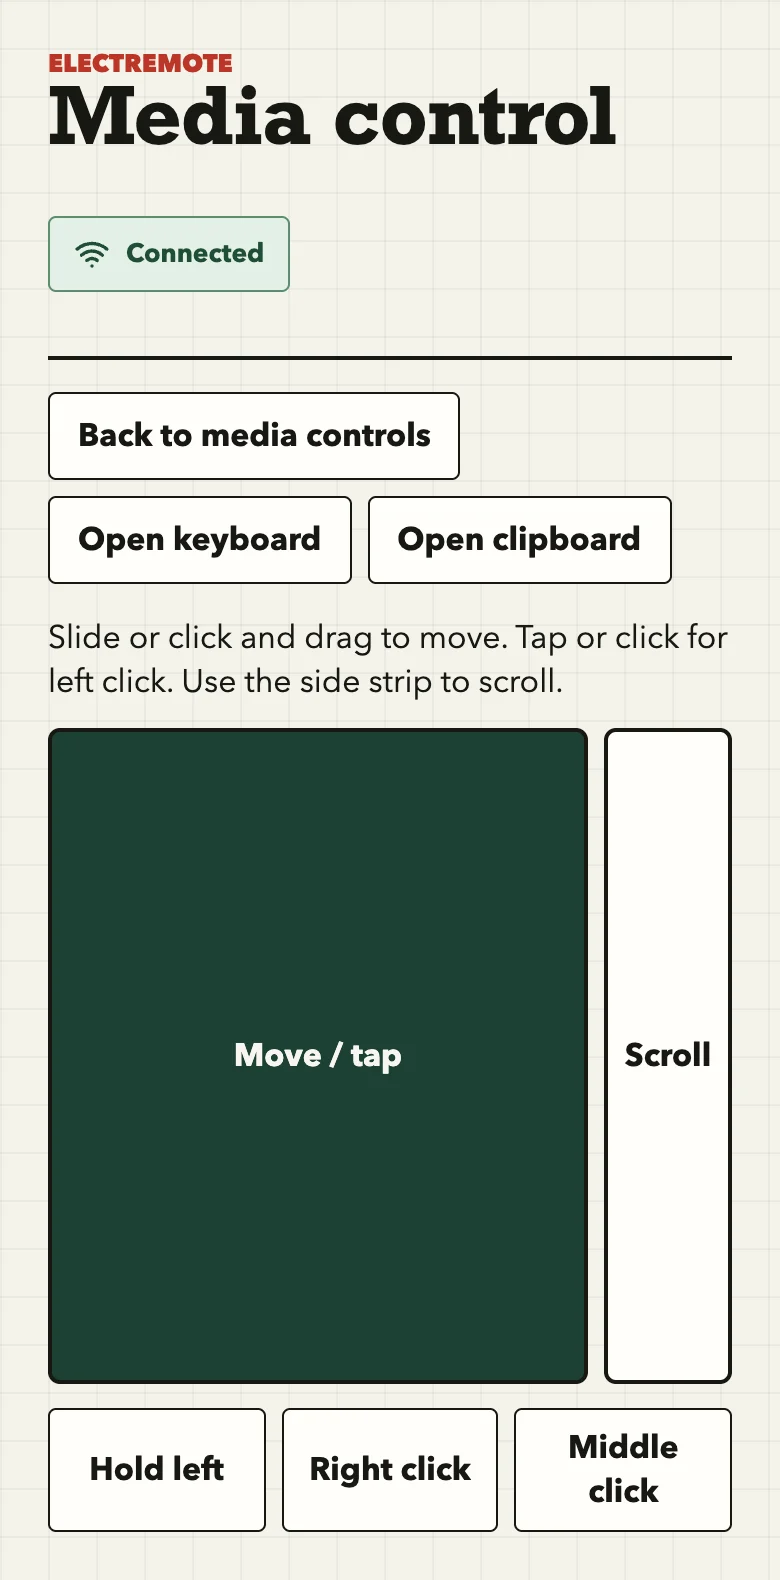 ELECTREMOTE
Media control
Connected
Back to media controls
Open keyboard
Open clipboard
Slide or click and drag to move. Tap or click for
left click. Use the side strip to scroll.
Move / tap
Scroll
Hold left
Right click
Middle
click